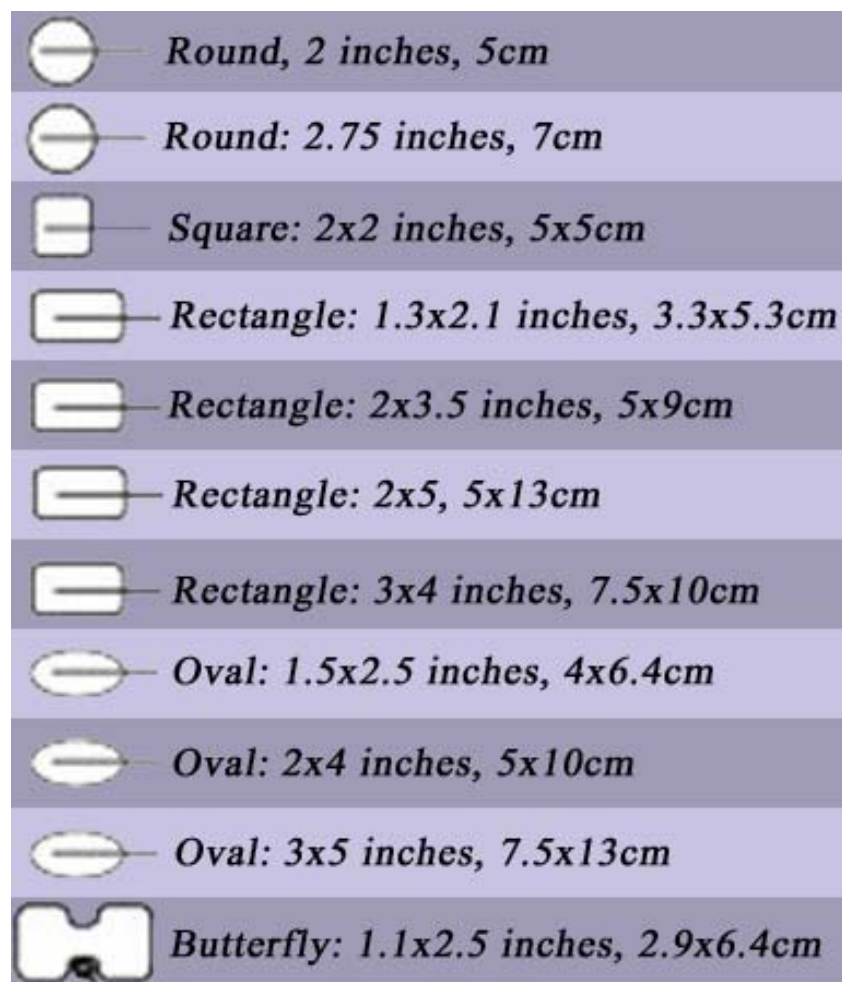 Round, 2 inches, 5cm
Round: 2.75 inches, 7cm
Square: 2x2 inches, 5x5cm
Rectangle: 1.3x2.1 inches, 3.3x5.3cm
Rectangle: 2x3.5 inches, 5x9cm
Rectangle: 2x5, 5x13cm
Rectangle: 3x4 inches, 7.5x10cm
Oval: 1.5x2.5 inches, 4x6.4cm
Oval: 2x4 inches, 5x10cm
Oval: 3x5 inches, 7.5x13cm
Butterfly: 1.1x2.5 inches, 2.9x6.4cm